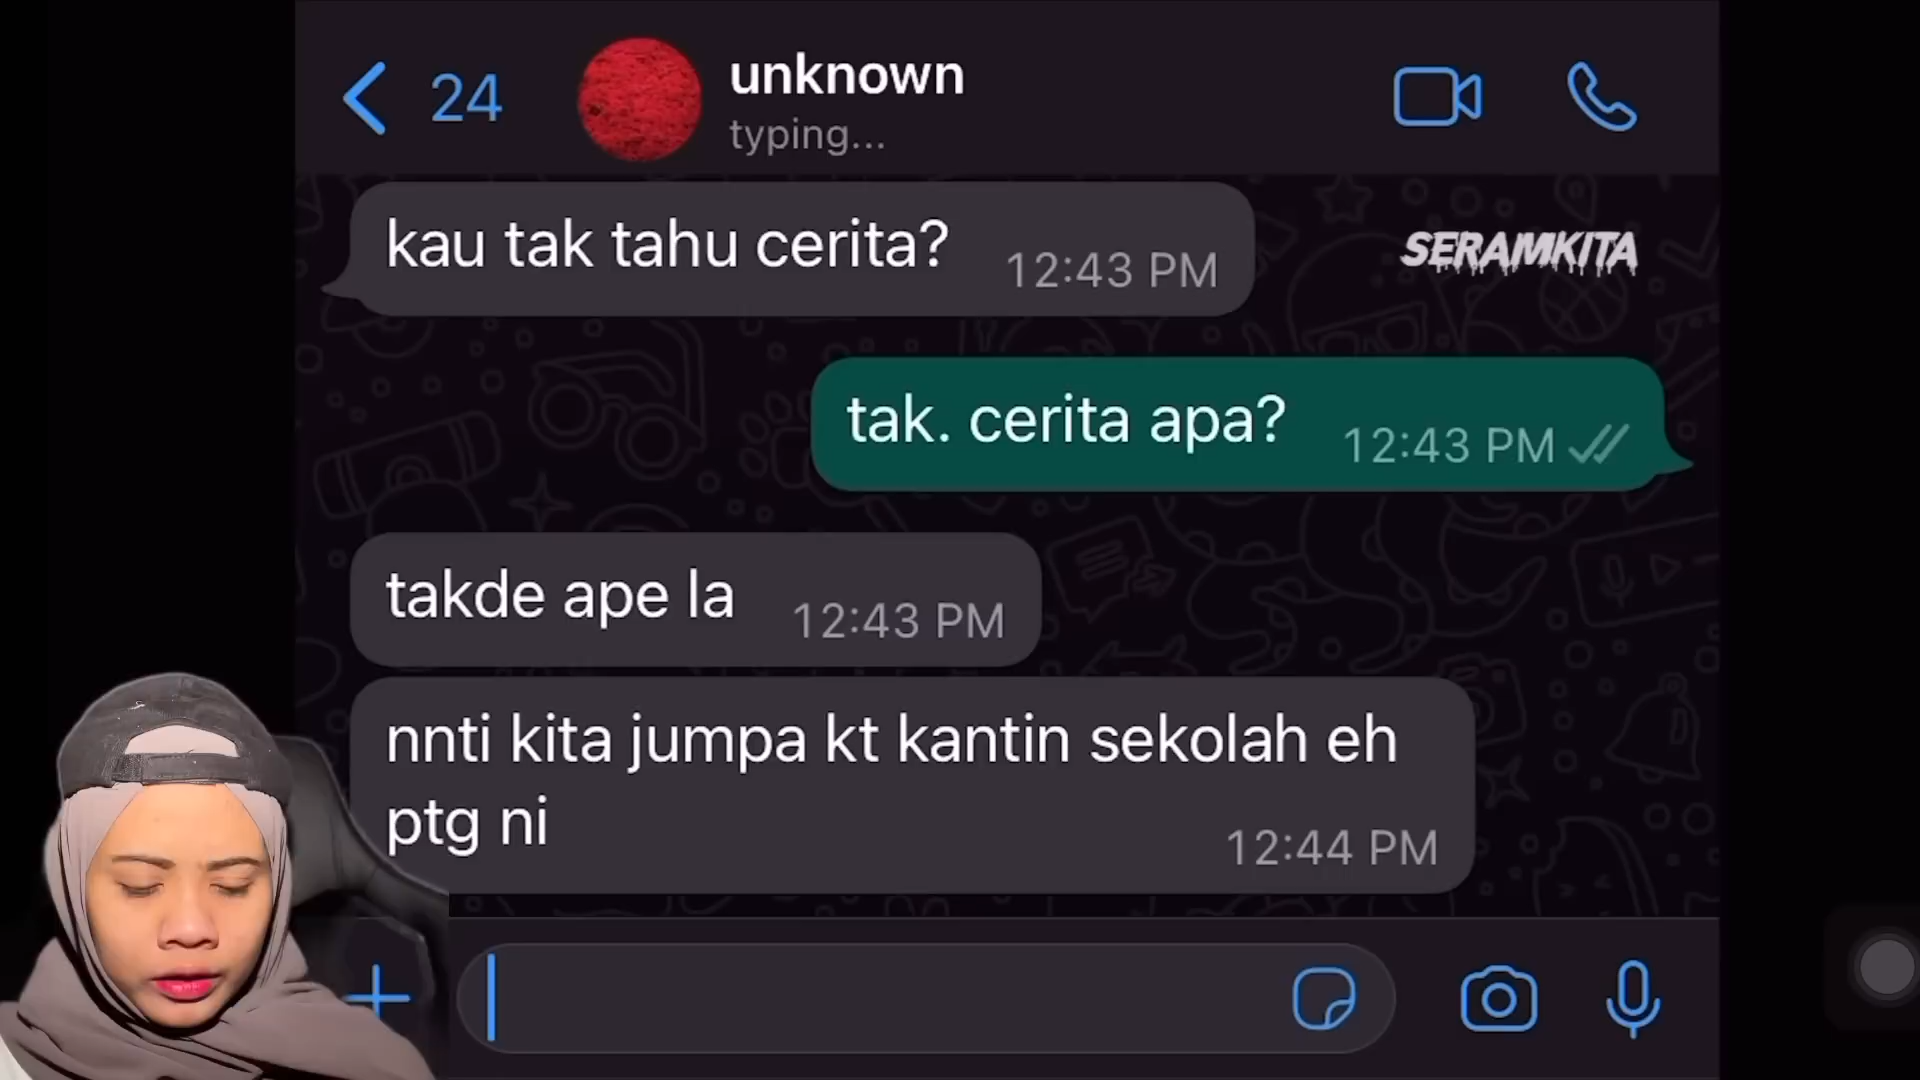 24
unknown
typing...
kau tak tahu cerita?
12:43 PM
SERAMKITA
tak. cerita apa?
12:43 PM
takde ape la
12:43 PM
nnti kita jumpa kt kantin sekolah eh
ptg ni
12:44 PM